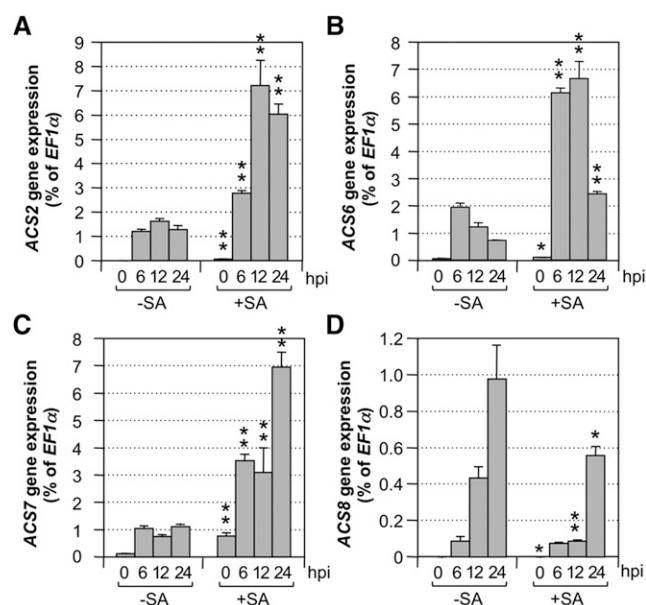 A
ACS2 gene expression
(% of EF1α)
9
8
7
6
5
4
3
2
1
0
**
**
**
**
0 6 12 24 0 6 12 24 hpi
-SA +SA
B
ACS6 gene expression
(% of EF1α)
8
7
6
5
4
3
2
1
0
*
**
**
**
0 6 12 24 0 6 12 24 hpi
-SA +SA
C
ACS7 gene expression
(% of EF1α)
8
7
6
5
4
3
2
1
0
**
**
**
**
0 6 12 24 0 6 12 24 hpi
-SA +SA
D
ACS8 gene expression
(% of EF1α)
1.2
1.0
0.8
0.6
0.4
0.2
0
*
**
*
0 6 12 24 0 6 12 24 hpi
-SA +SA